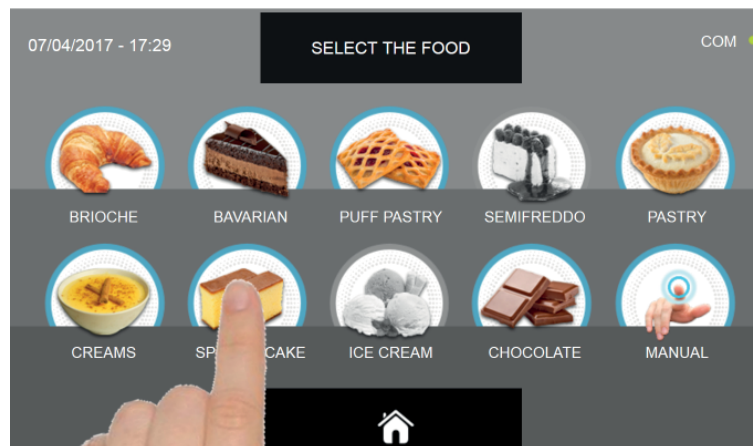 07/04/2017 - 17:29
SELECT THE FOOD
COM
BRIOCHE
BAVARIAN
PUFF PASTRY
SEMIFREDDO
PASTRY
CREAMS
SP CAKE
ICE CREAM
CHOCOLATE
MANUAL